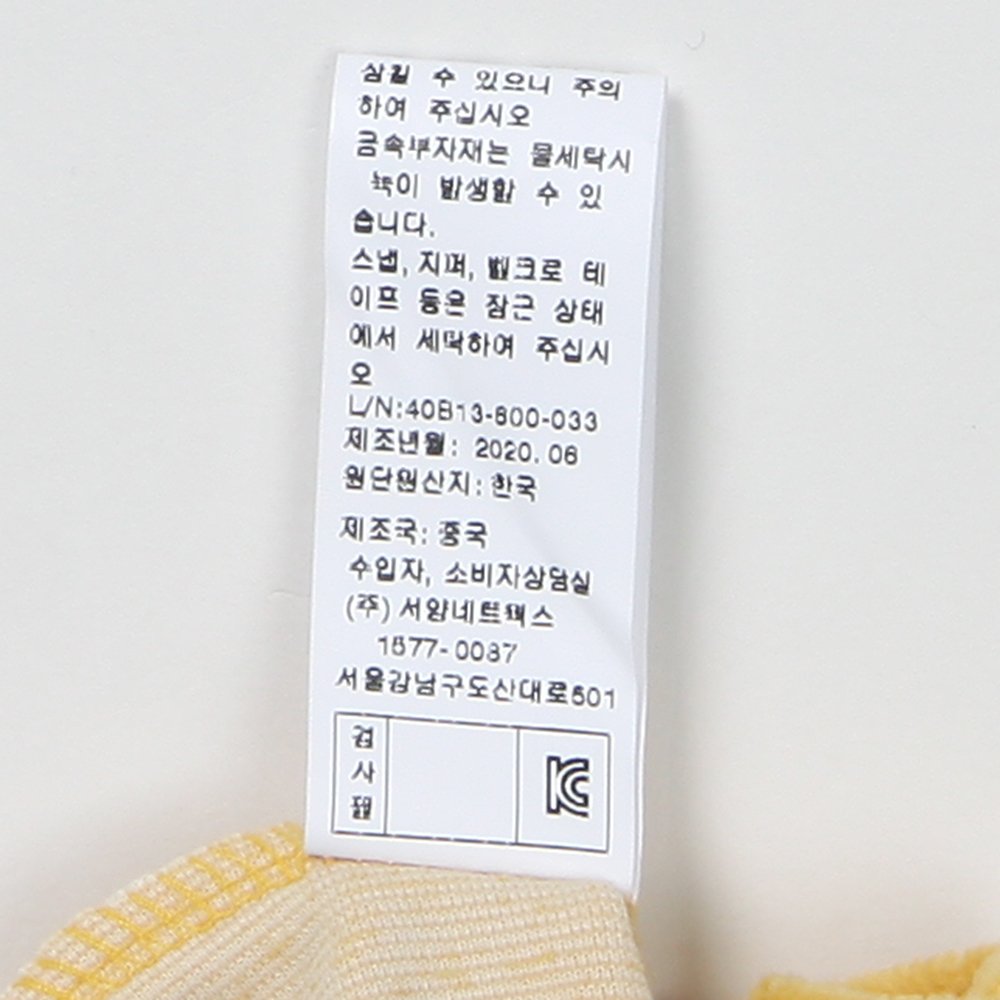 삼킬 수 있으니 주의
하여 주십시오
금속부자재는 물세탁시
녹이 발생할 수 있
습니다.
스냅, 지퍼, 벨크로 테
이프 등은 잠근 상태
에서 세탁하여 주십시
오
L/N:40B13-800-033
제조년월: 2020.06
원단원산지: 한국
제조국: 중국
수입자, 소비자상담실
(주) 서양네트웍스
1577-0087
서울강남구도산대로601
검
사
필